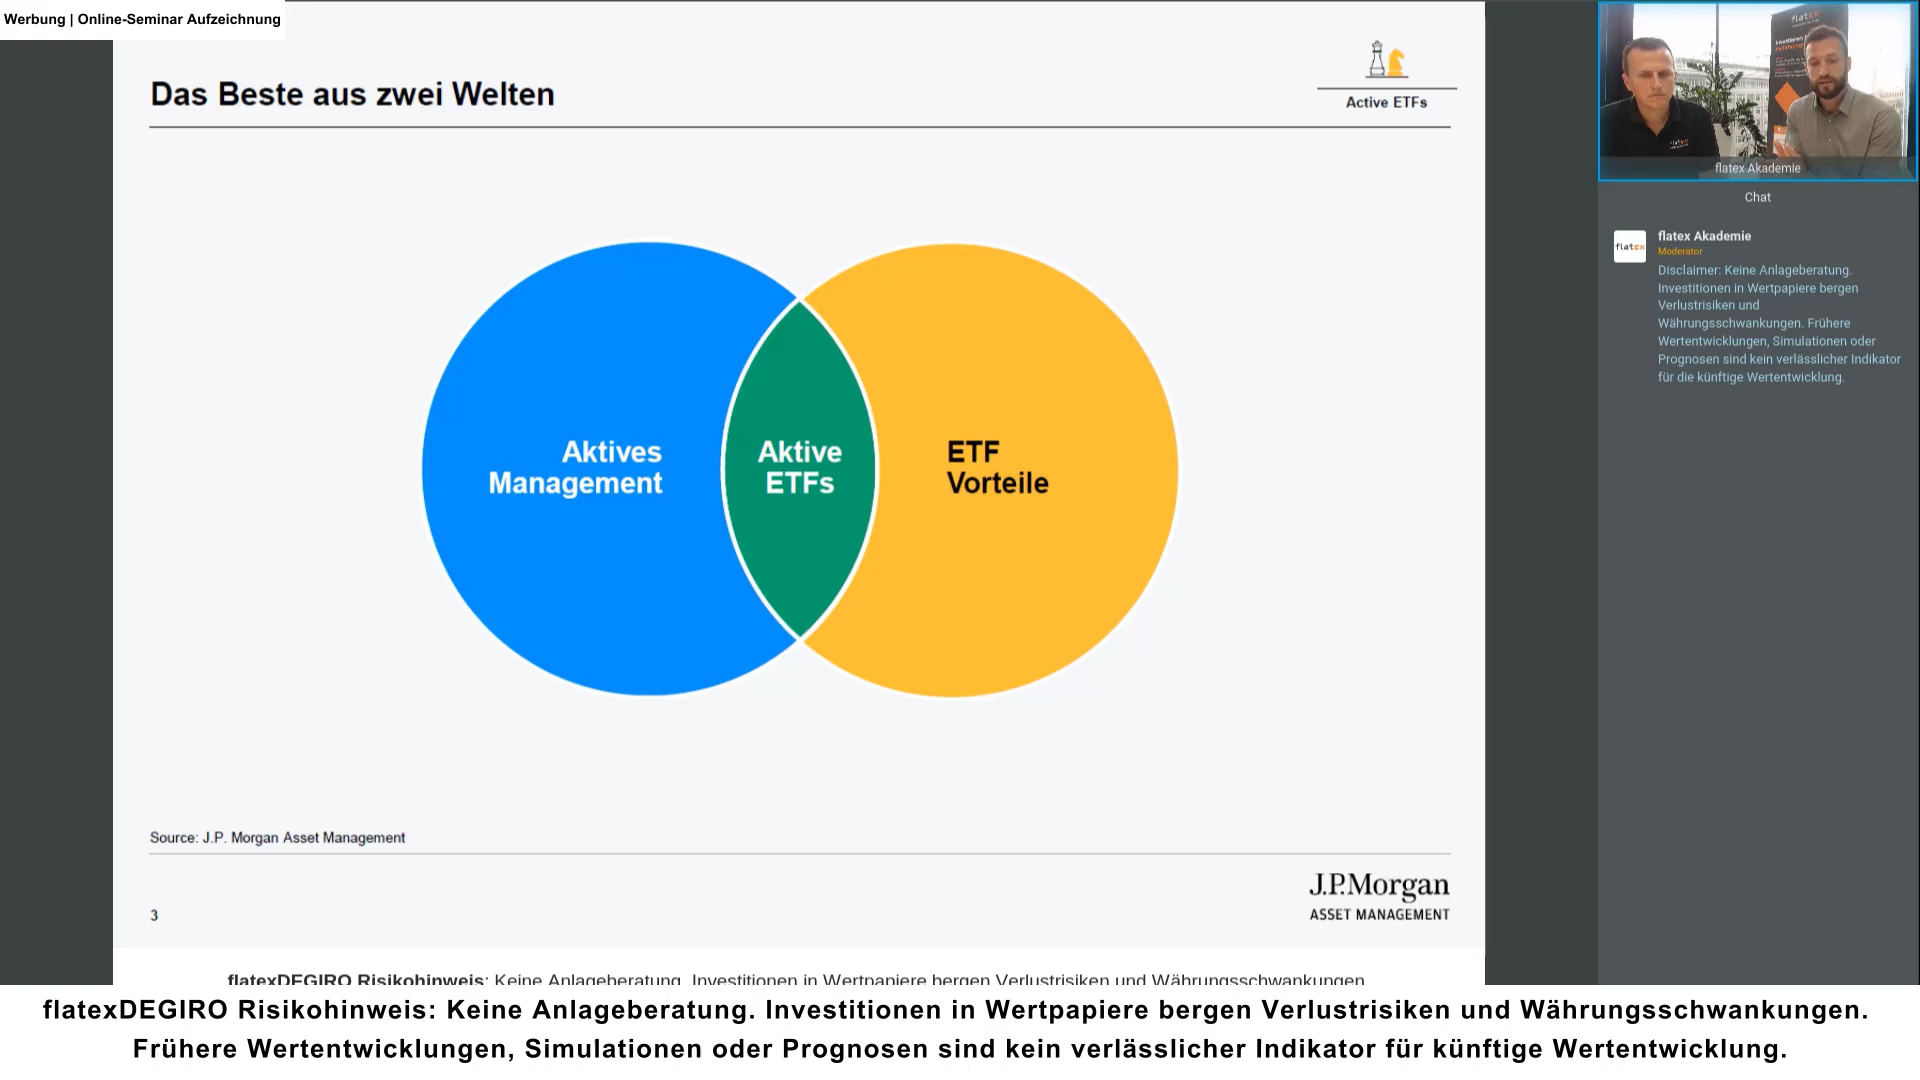 Werbung | Online-Seminar Aufzeichnung
Das Beste aus zwei Welten
Active ETFs
Aktives
Management
Aktive
ETFs
ETF
Vorteile
Source: J.P. Morgan Asset Management
3
J.P.Morgan
ASSET MANAGEMENT
flatex
flatex Akademie
Chat
flatex
flatex Akademie
Moderator
Disclaimer: Keine Anlageberatung.
Investitionen in Wertpapiere bergen
Verlustrisiken und
Währungsschwankungen. Frühere
Wertentwicklungen, Simulationen oder
Prognosen sind kein verlässlicher Indikator
für die künftige Wertentwicklung.
flatexDEGIRO Risikohinweis: Keine Anlageberatung. Investitionen in Wertpapiere bergen Verlustrisiken und Währungsschwankungen.
flatexDEGIRO Risikohinweis: Keine Anlageberatung. Investitionen in Wertpapiere bergen Verlustrisiken und Währungsschwankungen.
Frühere Wertentwicklungen, Simulationen oder Prognosen sind kein verlässlicher Indikator für künftige Wertentwicklung.